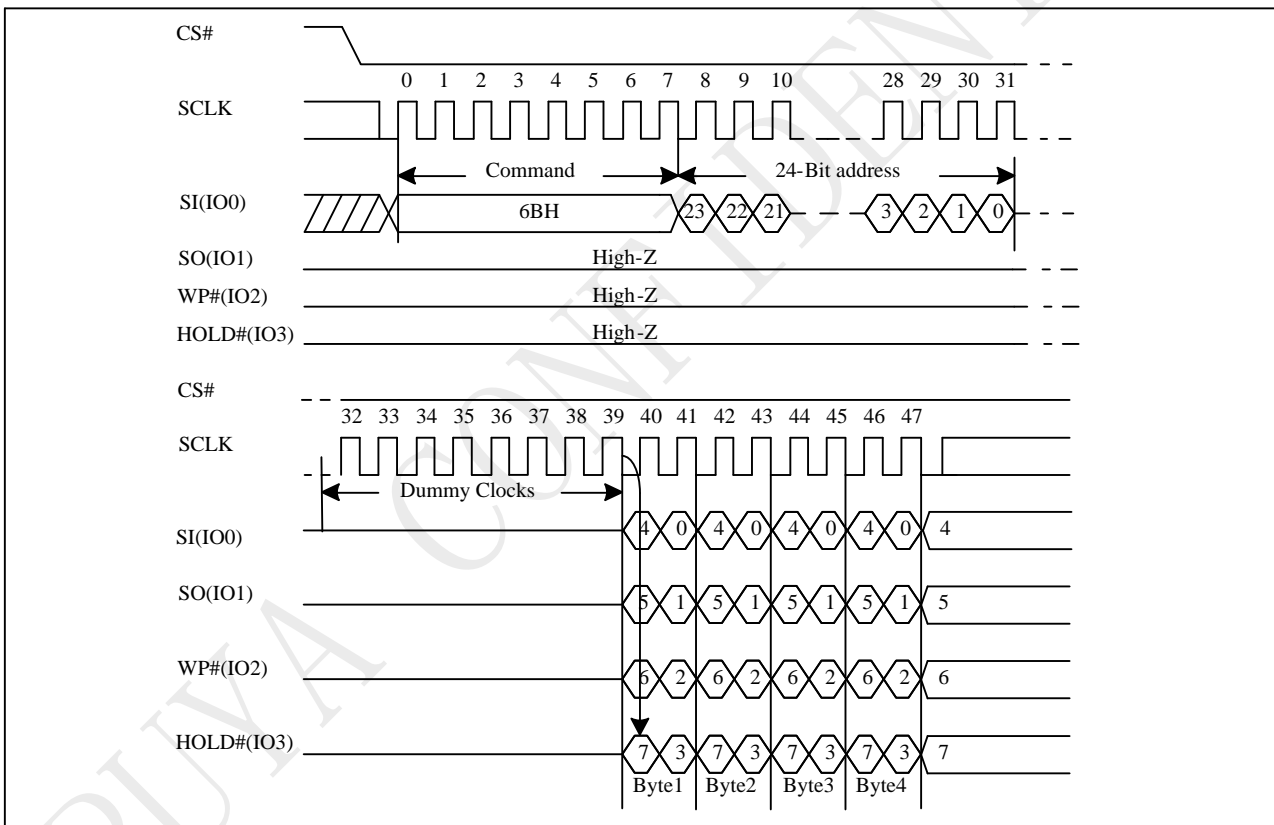 CS#
0 1 2 3 4 5 6 7 8 9 10 28 29 30 31
SCLK
Command 24-Bit address
SI(IO0) 6BH 23 22 21 3 2 1 0
SO(IO1) High-Z
WP#(IO2) High-Z
HOLD#(IO3) High-Z
CS#
32 33 34 35 36 37 38 39 40 41 42 43 44 45 46 47
SCLK
Dummy Clocks
SI(IO0) 4 0 4 0 4 0 4 0 4
SO(IO1) 5 1 5 1 5 1 5 1 5
WP#(IO2) 6 2 6 2 6 2 6 2 6
HOLD#(IO3) 7 3 7 3 7 3 7 3 7
Byte1 Byte2 Byte3 Byte4
PUYA CONFIDENTI